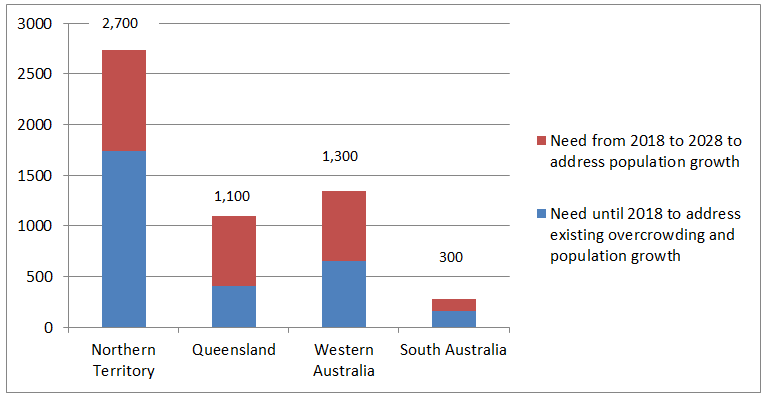 3000
2500
2000
1500
1000
500
0
2,700
1,100
1,300
300
Northern
Territory
Queensland
Western
Australia
South Australia
Need from 2018 to 2028 to
address population growth
Need until 2018 to address
existing overcrowding and
population growth